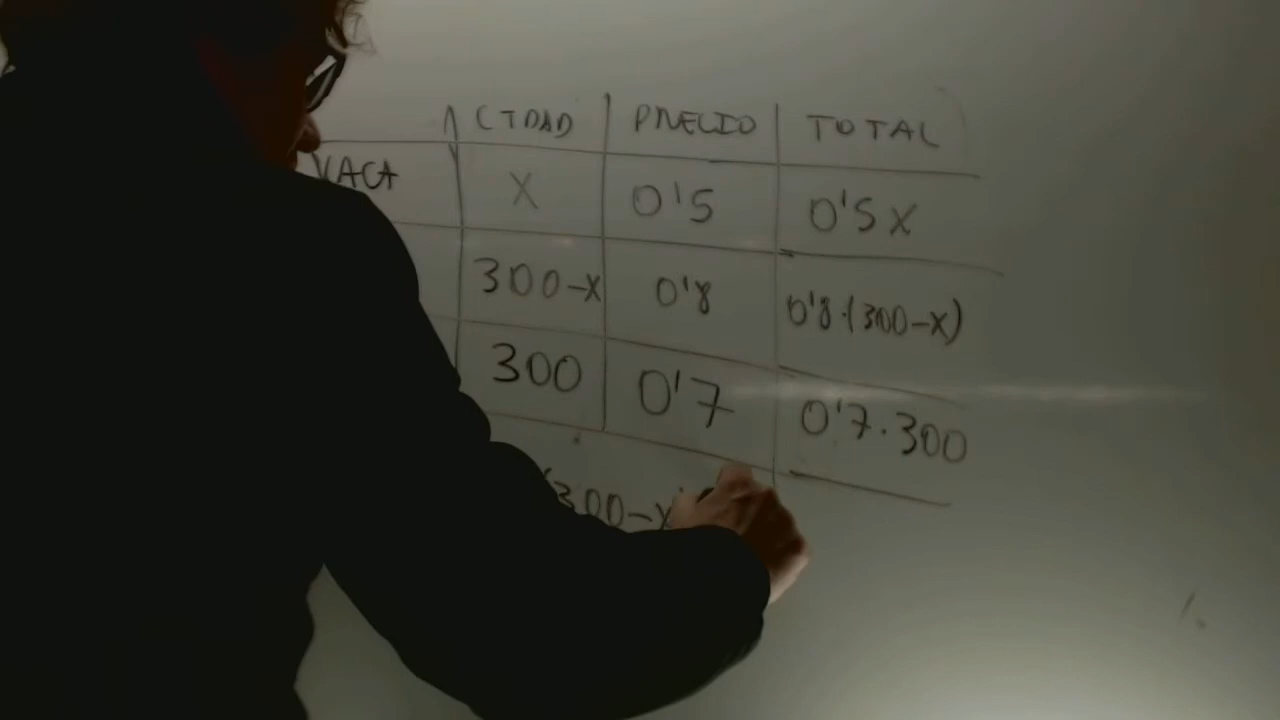 CTDAD PRECIO TOTAL
VACA X 0'5 0'5X
300-X 0'8 0'8·(300-X)
300 0'7 0'7·300
(300-X